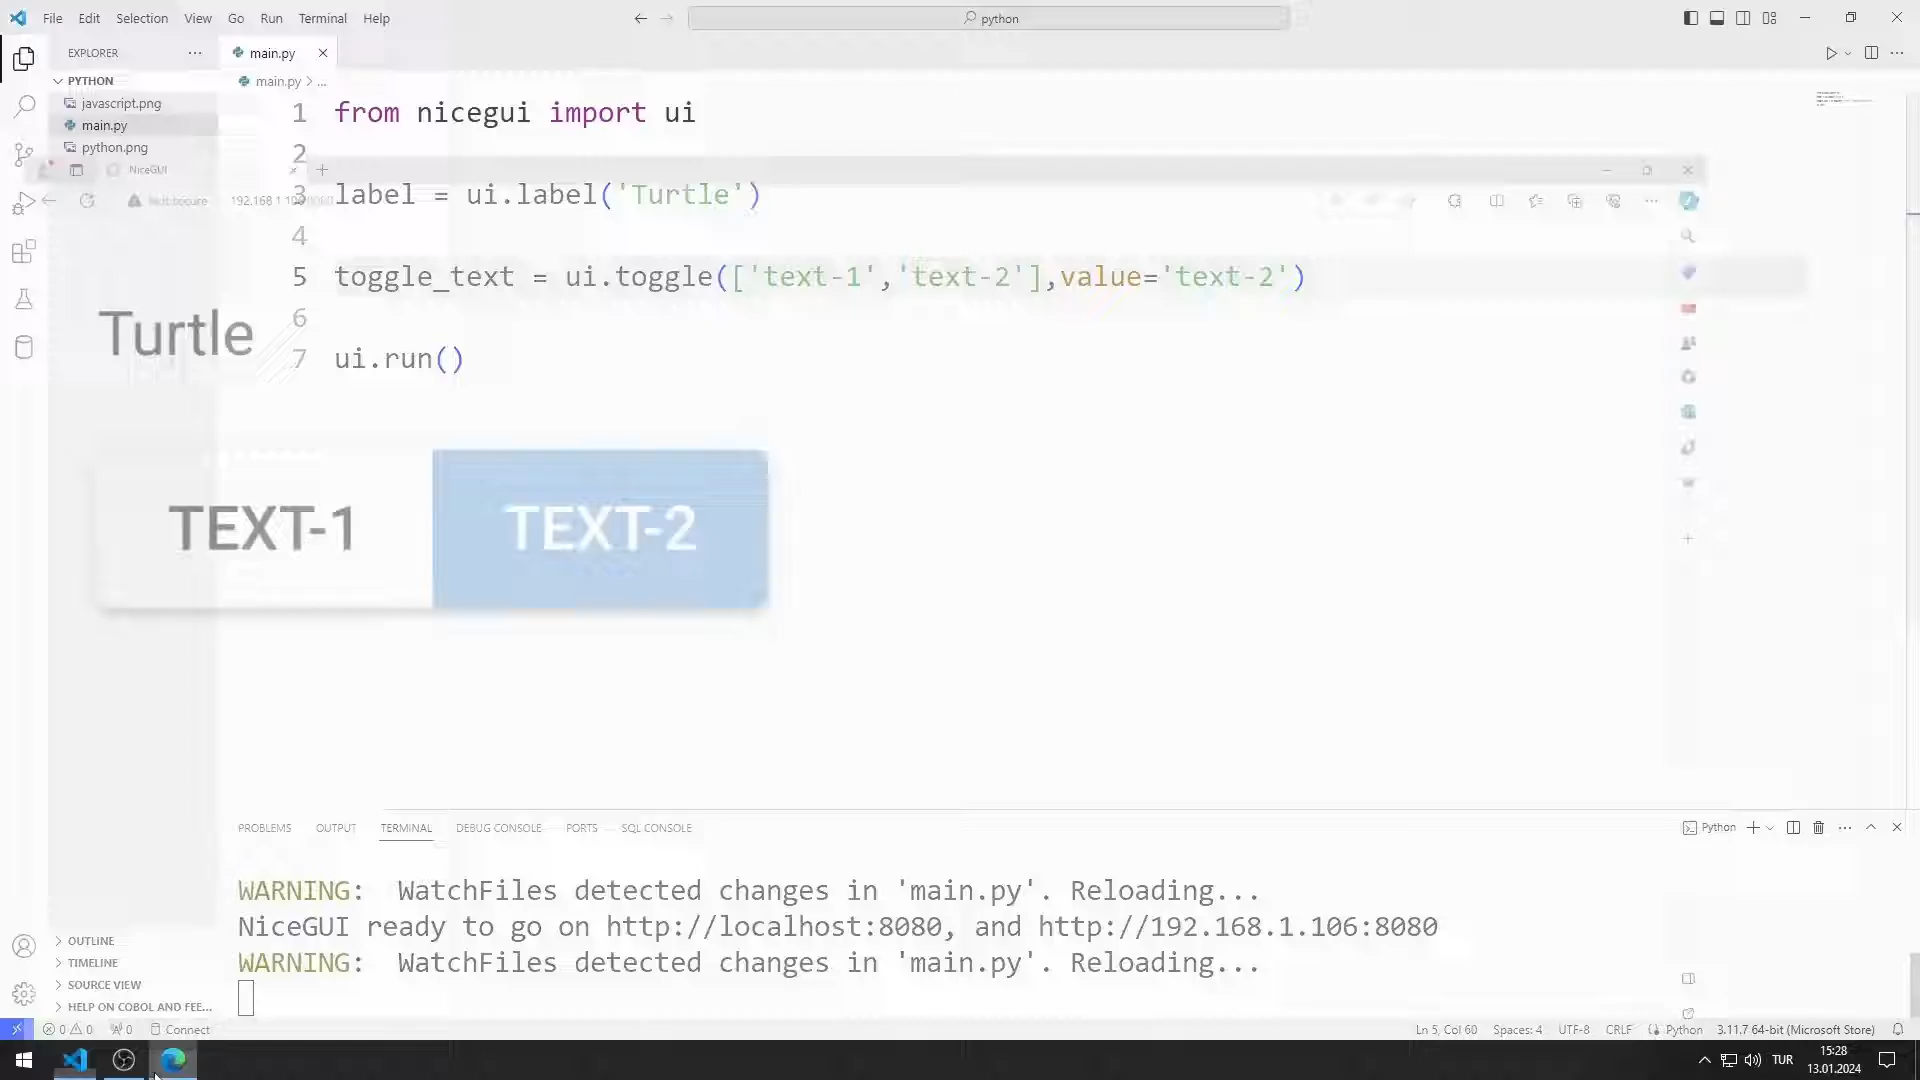 File Edit Selection View Go Run Terminal Help
python
EXPLORER
main.py
PYTHON
main.py > ...
javascript.png
main.py
python.png
1 from nicegui import ui
2
NiceGUI
3 label = ui.label('Turtle')
4
5 toggle_text = ui.toggle(['text-1','text-2'],value='text-2')
6
7 ui.run()
Turtle
TEXT-1 TEXT-2
PROBLEMS OUTPUT TERMINAL DEBUG CONSOLE PORTS SQL CONSOLE
Python
WARNING: WatchFiles detected changes in 'main.py'. Reloading...
NiceGUI ready to go on http://localhost:8080, and http://192.168.1.106:8080
WARNING: WatchFiles detected changes in 'main.py'. Reloading...
OUTLINE
TIMELINE
SOURCE VIEW
HELP ON COBOL AND FEE...
0 0 0 Connect
Ln 5, Col 60 Spaces: 4 UTF-8 CRLF Python 3.11.7 64-bit (Microsoft Store)
TUR
15:28
13.01.2024